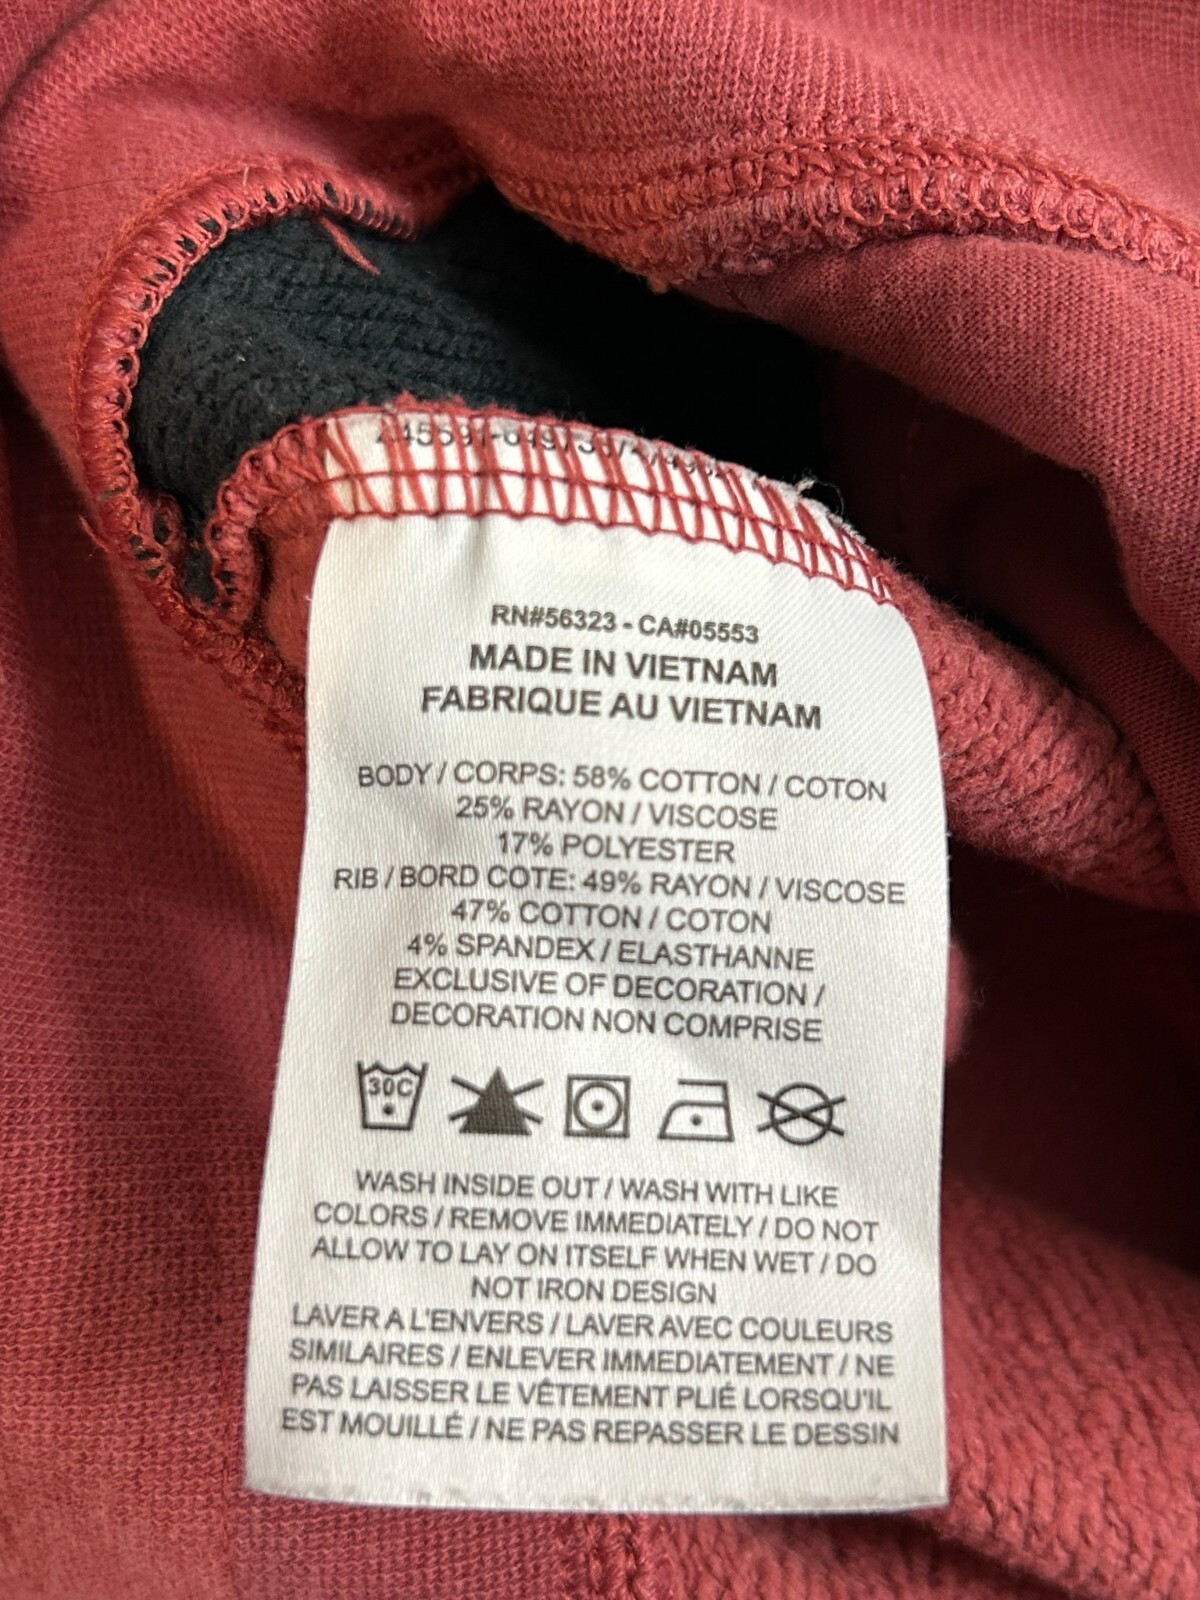 RN#56323 - CA#05553
MADE IN VIETNAM
FABRIQUE AU VIETNAM
BODY / CORPS: 58% COTTON / COTON
25% RAYON / VISCOSE
17% POLYESTER
RIB / BORD COTE: 49% RAYON / VISCOSE
47% COTTON / COTON
4% SPANDEX / ELASTHANNE
EXCLUSIVE OF DECORATION /
DECORATION NON COMPRISE
30C
WASH INSIDE OUT / WASH WITH LIKE
COLORS / REMOVE IMMEDIATELY / DO NOT
ALLOW TO LAY ON ITSELF WHEN WET / DO
NOT IRON DESIGN
LAVER A L'ENVERS / LAVER AVEC COULEURS
SIMILAIRES / ENLEVER IMMEDIATEMENT / NE
PAS LAISSER LE VÊTEMENT PLIÉ LORSQU'IL
EST MOUILLÉ / NE PAS REPASSER LE DESSIN